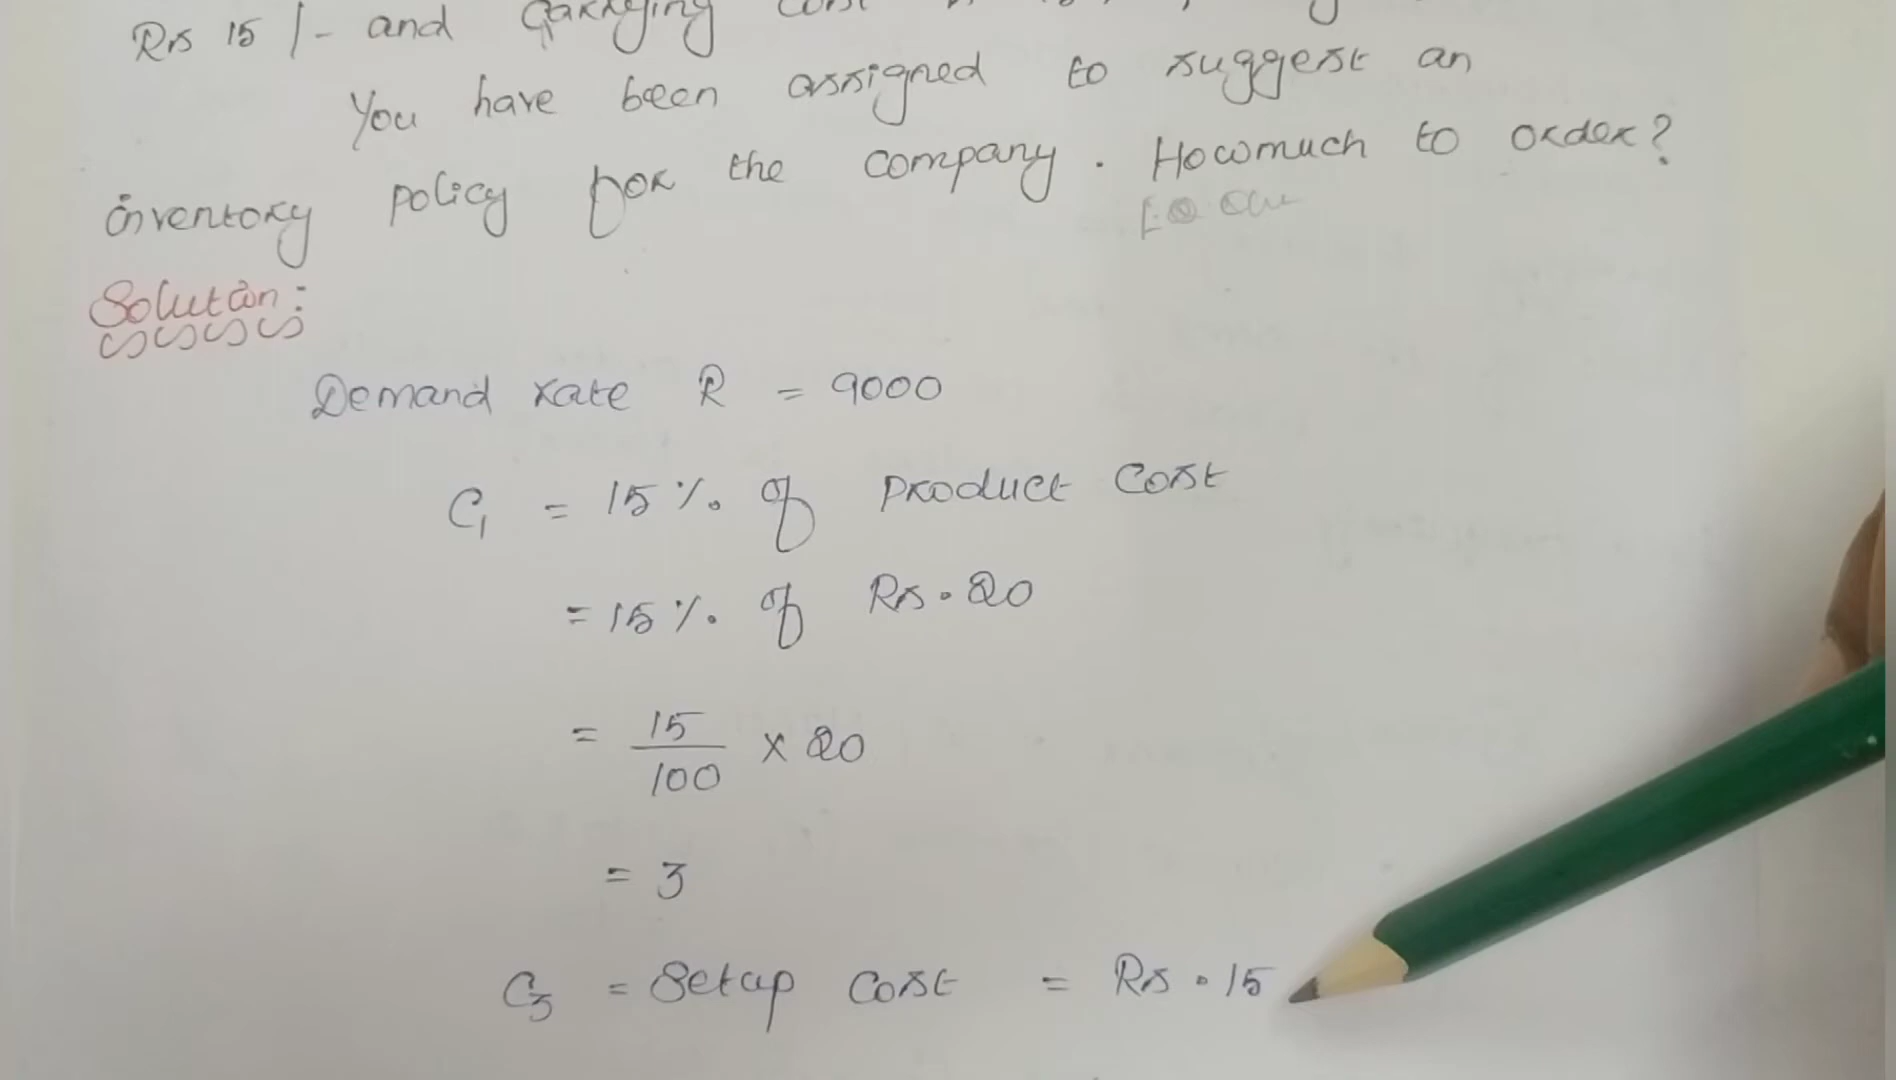 Rs 15/- and carrying cost
You have been assigned to suggest an
inventory policy for the company. Howmuch to order?
Solution:
Demand rate R = 9000
C1 = 15% of product cost
= 15% of Rs. 20
= 15/100 × 20
= 3
C3 = Setup cost = Rs. 15